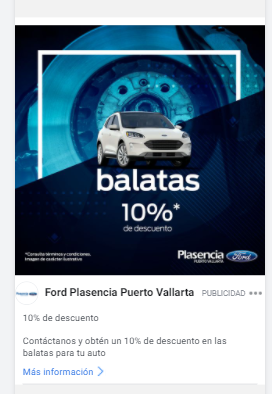 balatas
10%*
de descuento
*Consulta términos y condiciones.
Imagen de carácter ilustrativo
Plasencia Ford
PUERTO VALLARTA
Ford Plasencia Puerto Vallarta PUBLICIDAD •••
10% de descuento
Contáctanos y obtén un 10% de descuento en las
balatas para tu auto
Más información >